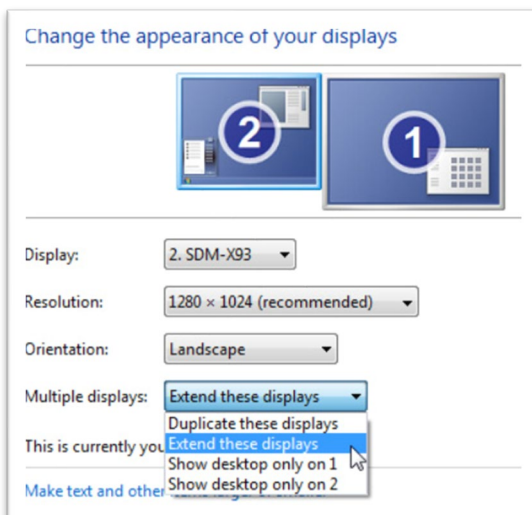 Change the appearance of your displays
2
1
Display: 2. SDM-X93
Resolution: 1280 × 1024 (recommended)
Orientation: Landscape
Multiple displays: Extend these displays
Duplicate these displays
This is currently you
Extend these displays
Show desktop only on 1
Show desktop only on 2
Make text and othe